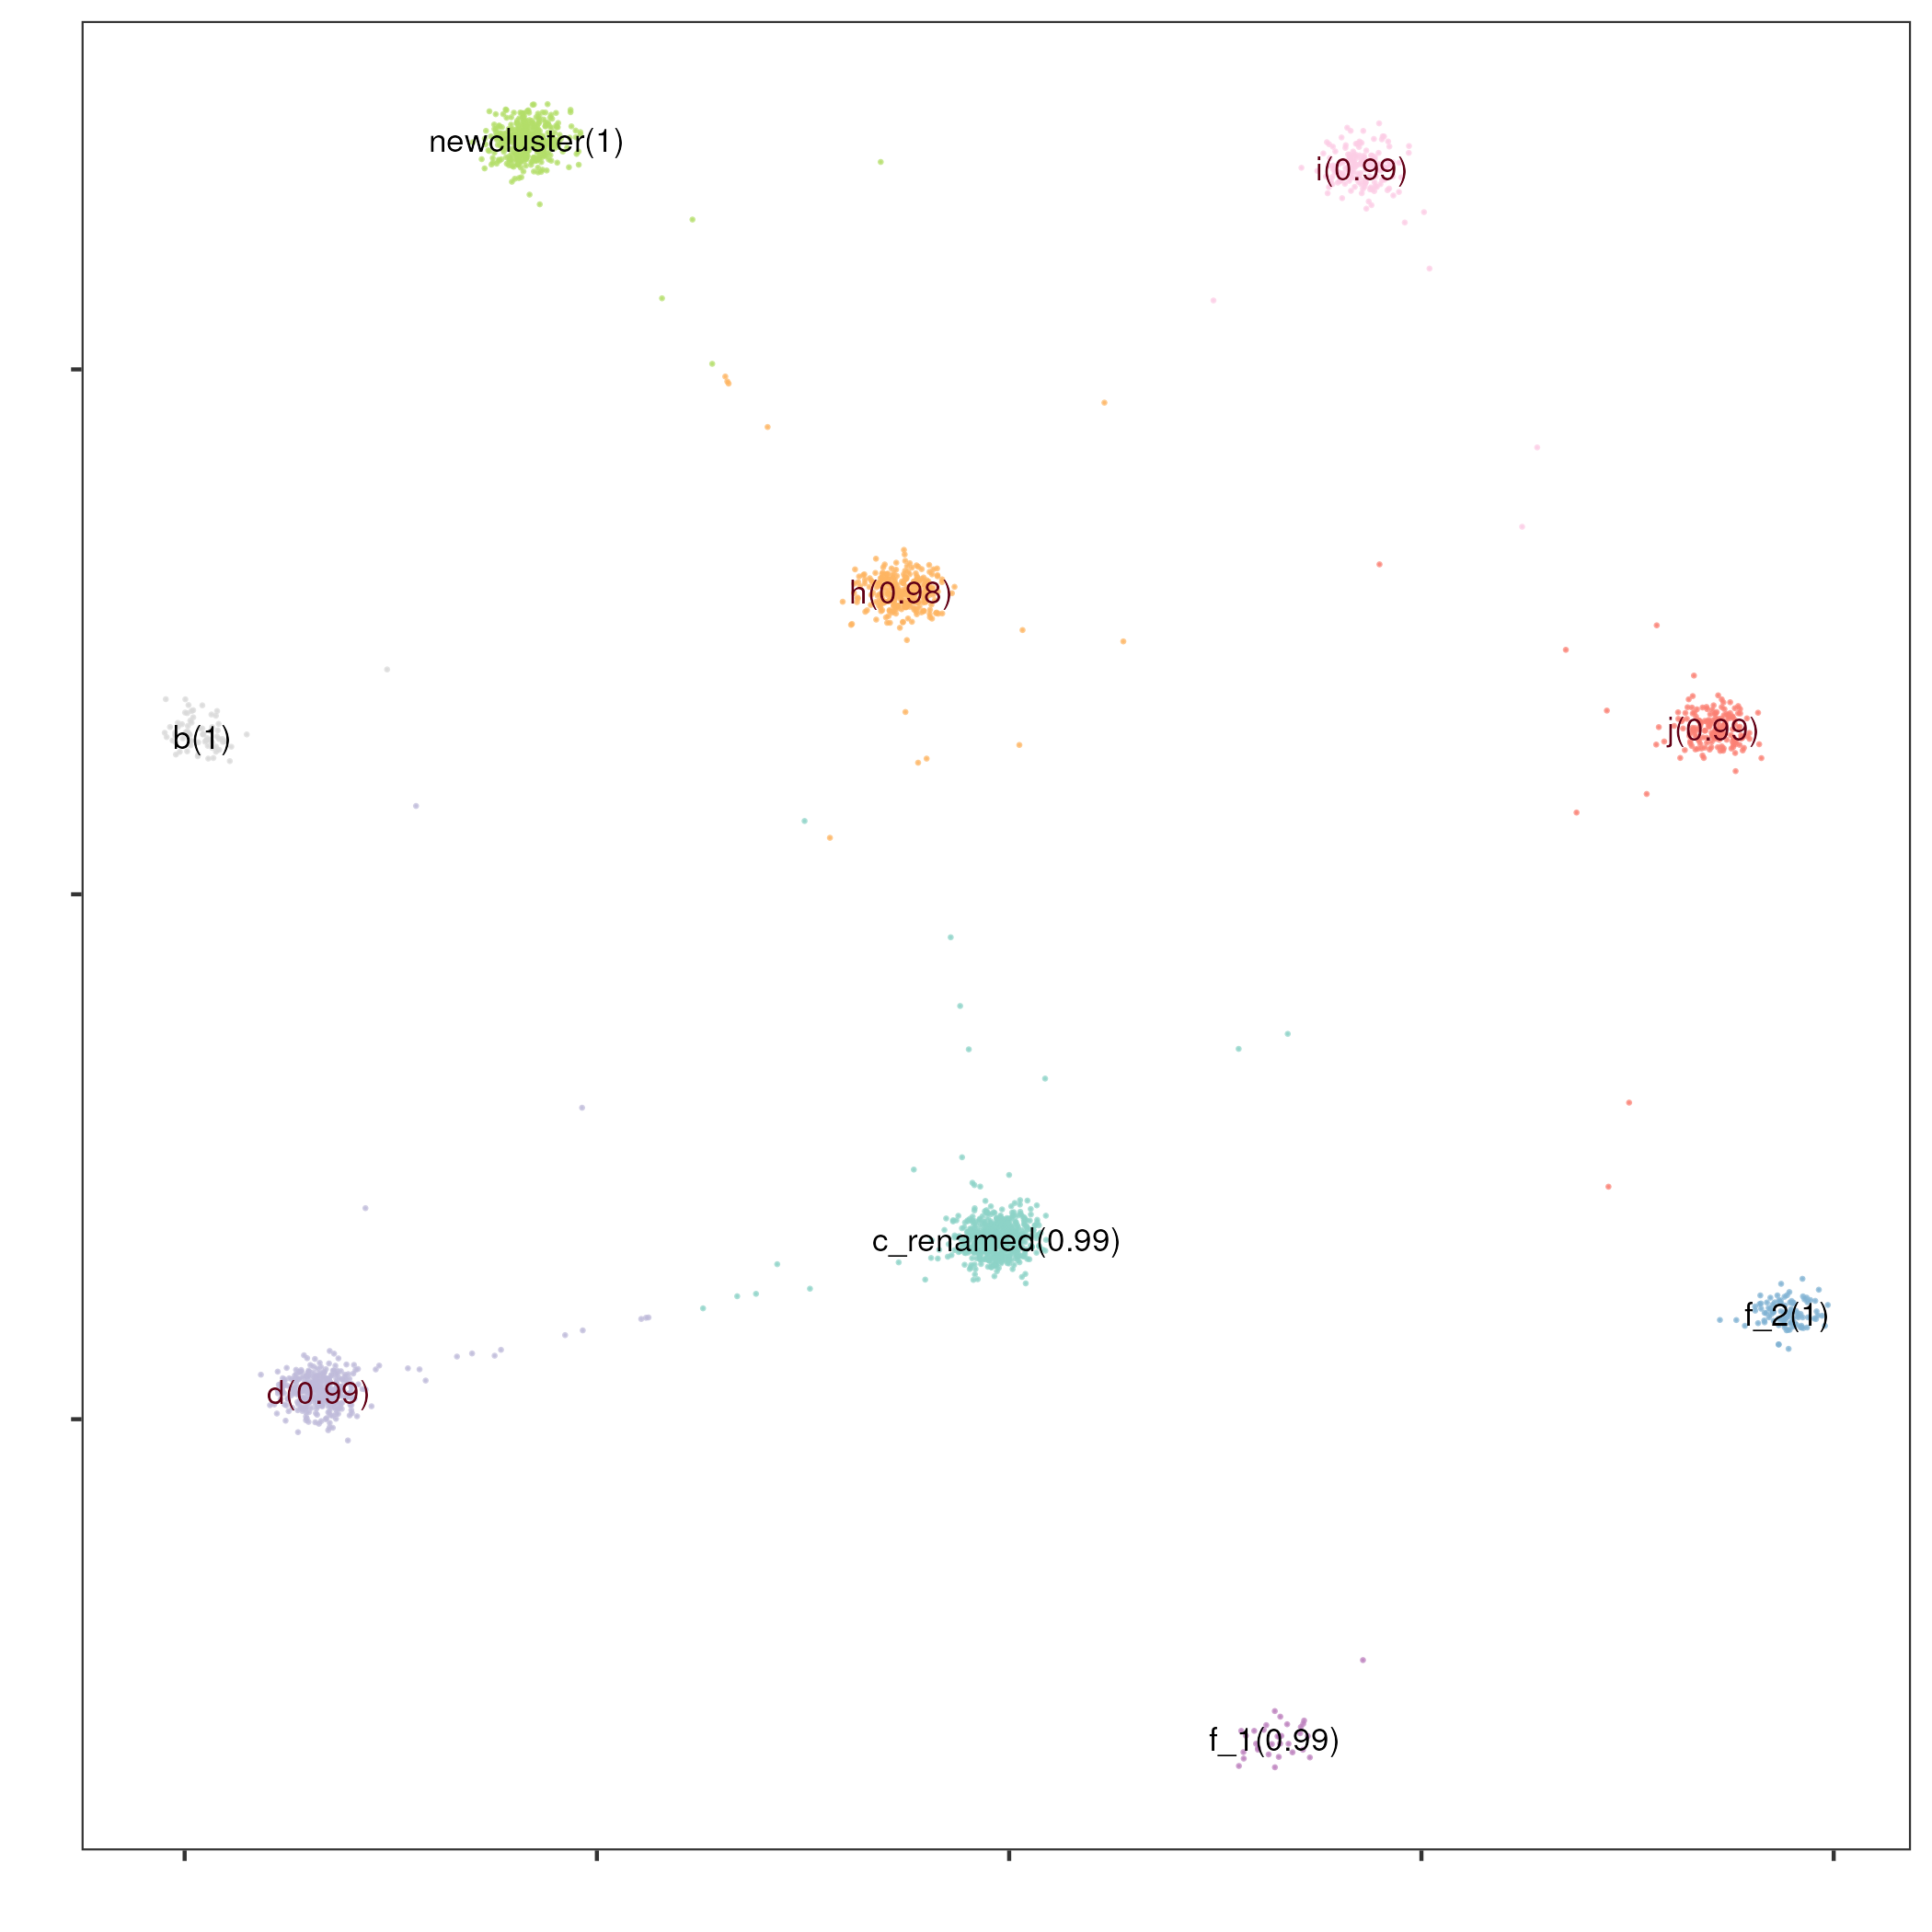 newcluster(1)
i(0.99)
h(0.98)
b(1)
j(0.99)
c_renamed(0.99)
f_2(1)
d(0.99)
f_1(0.99)